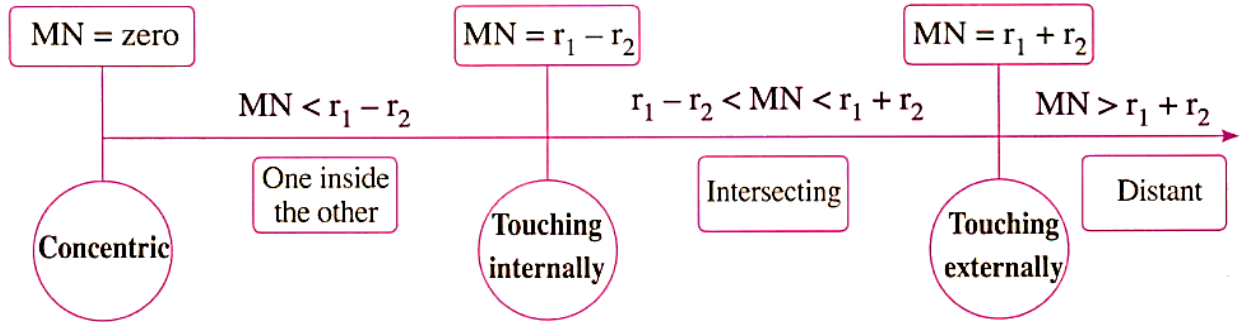 MN = zero
MN = r₁ − r₂
MN = r₁ + r₂
MN < r₁ − r₂
r₁ − r₂ < MN < r₁ + r₂
MN > r₁ + r₂
One inside
the other
Intersecting
Distant
Concentric
Touching
internally
Touching
externally